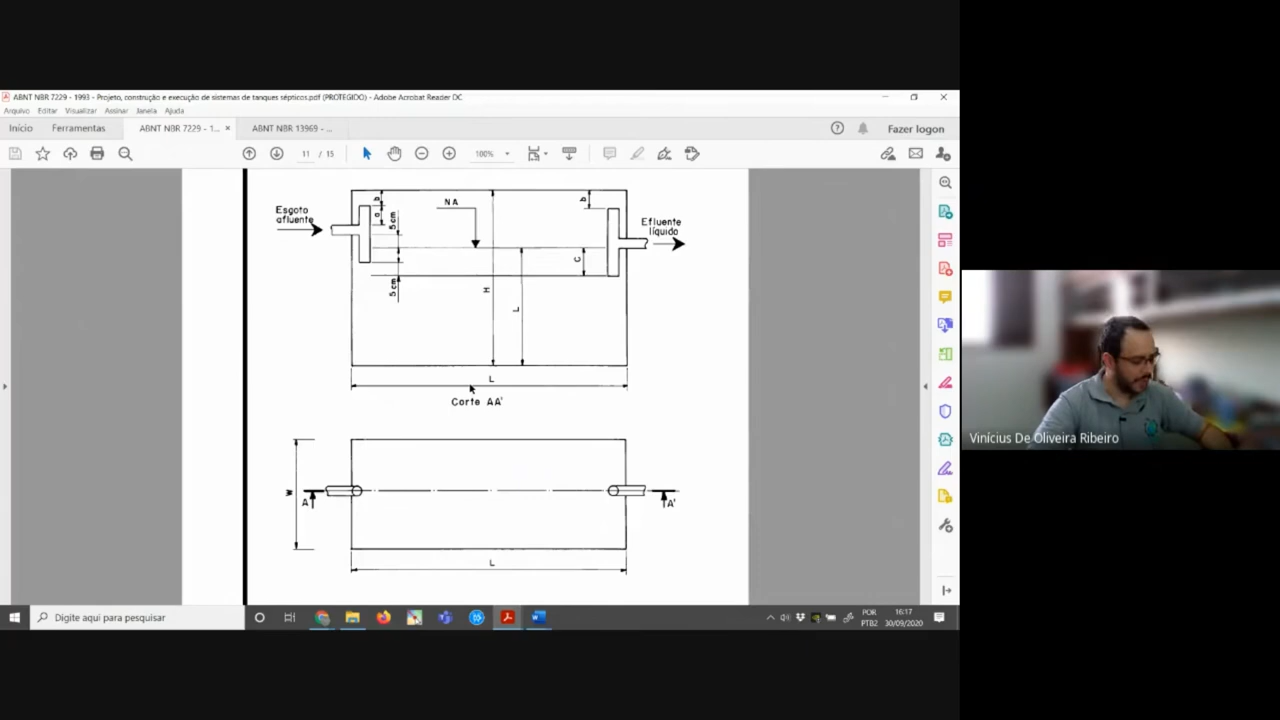 ABNT NBR 7229 - 1993 - Projeto, construção e execução de sistemas de tanques sépticos.pdf (PROTEGIDO) - Adobe Acrobat Reader DC
Arquivo Editar Visualizar Assinar Janela Ajuda
Início Ferramentas ABNT NBR 7229 - 1... × ABNT NBR 13969 - ... Fazer logon
11 / 15 100%
Esgoto
afluente
b
a
5 cm
NA
b
Efluente
líquido
C
5 cm
H
L
L
Corte AA'
W
A
A'
L
Vinícius De Oliveira Ribeiro
Digite aqui para pesquisar
POR
PTB2
16:17
30/09/2020